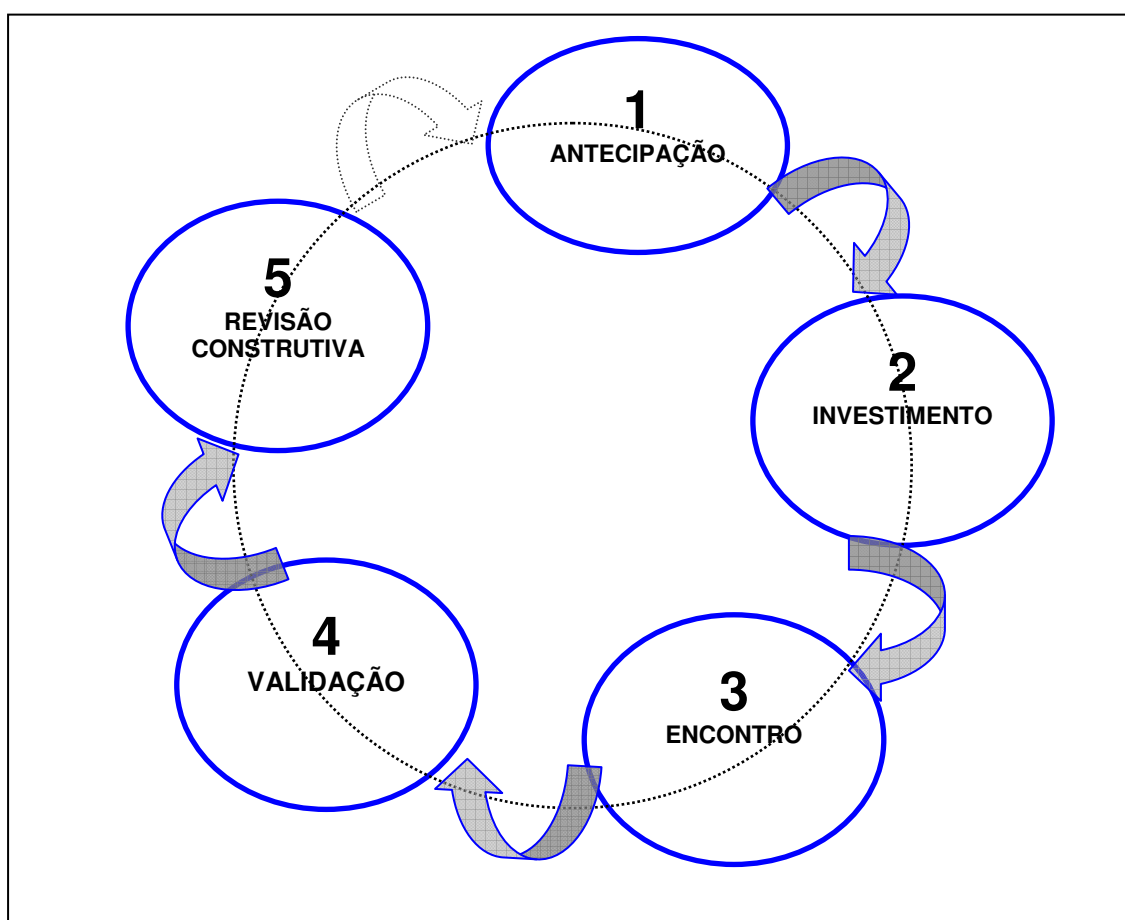 1
ANTECIPAÇÃO
2
INVESTIMENTO
3
ENCONTRO
4
VALIDAÇÃO
5
REVISÃO
CONSTRUTIVA